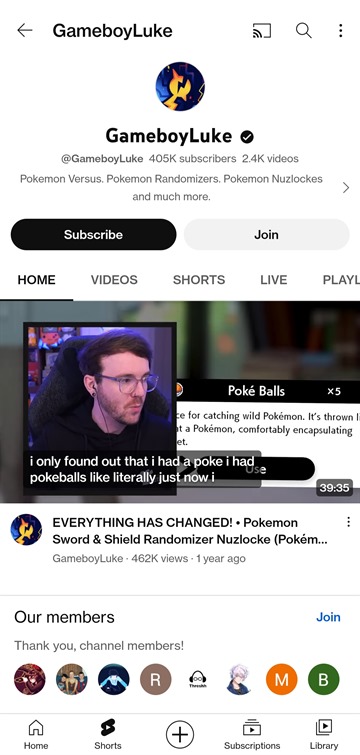 GameboyLuke
GameboyLuke
@GameboyLuke 405K subscribers 2.4K videos
Pokemon Versus. Pokemon Randomizers. Pokemon Nuzlockes
and much more.
Subscribe
Join
HOME VIDEOS SHORTS LIVE PLAYL
Poké Balls ×5
ce for catching wild Pokémon. It's thrown li
at a Pokémon, comfortably encapsulating
et.
Use
i only found out that i had a poke i had
pokeballs like literally just now i
39:35
EVERYTHING HAS CHANGED! • Pokemon
Sword & Shield Randomizer Nuzlocke (Pokém...
GameboyLuke · 462K views · 1 year ago
Our members
Join
Thank you, channel members!
R
Threshh
M
B
Home Shorts Subscriptions Library